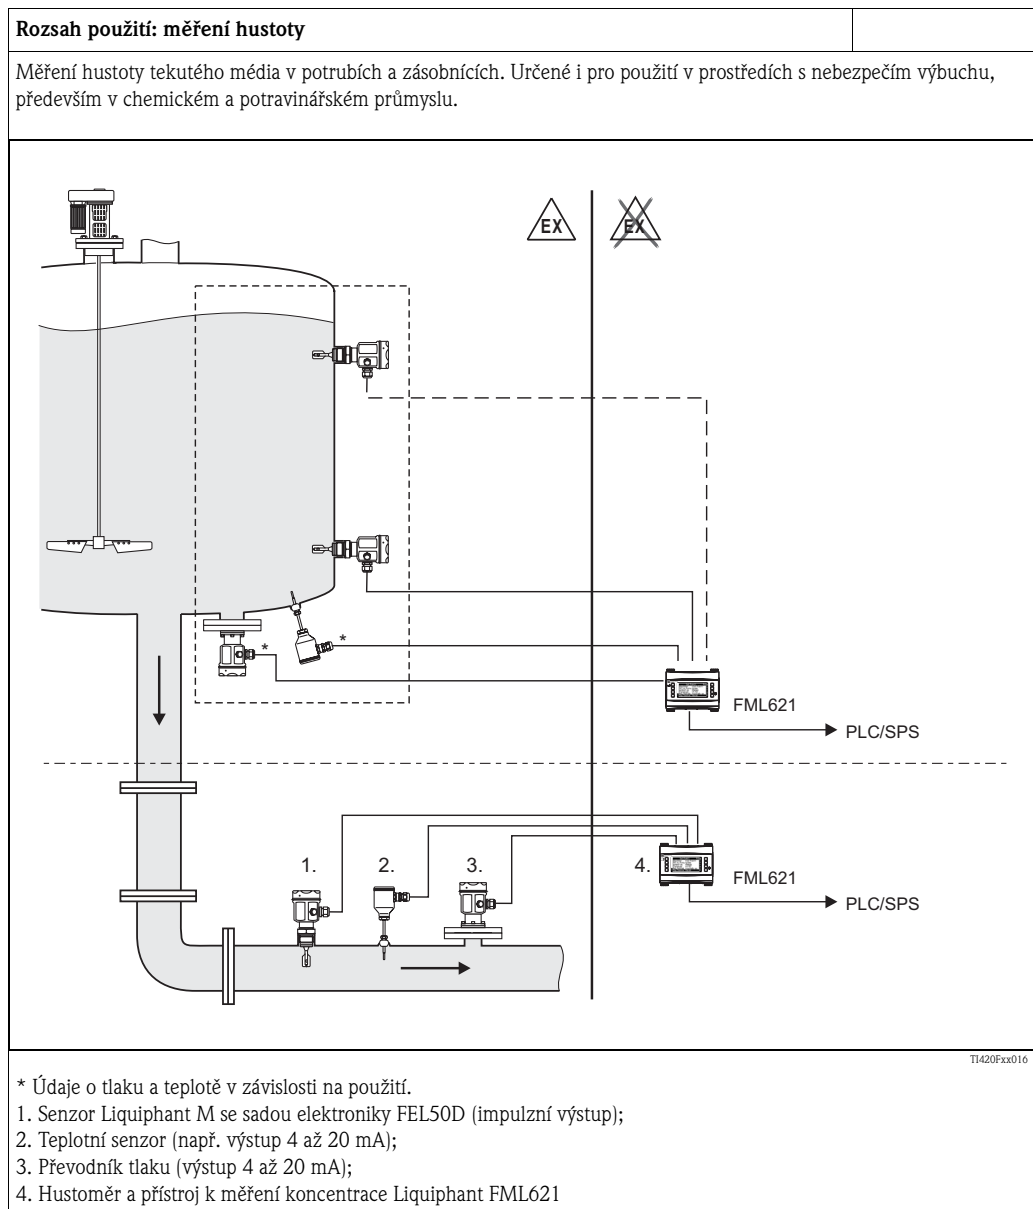 Rozsah použití: měření hustoty
Měření hustoty tekutého média v potrubích a zásobnících. Určené i pro použití v prostředích s nebezpečím výbuchu,
především v chemickém a potravinářském průmyslu.
EX
EX
*
*
FML621
PLC/SPS
1.
2.
3.
4.
FML621
PLC/SPS
TI420Fxx016
* Údaje o tlaku a teplotě v závislosti na použití.
1. Senzor Liquiphant M se sadou elektroniky FEL50D (impulzní výstup);
2. Teplotní senzor (např. výstup 4 až 20 mA);
3. Převodník tlaku (výstup 4 až 20 mA);
4. Hustoměr a přístroj k měření koncentrace Liquiphant FML621